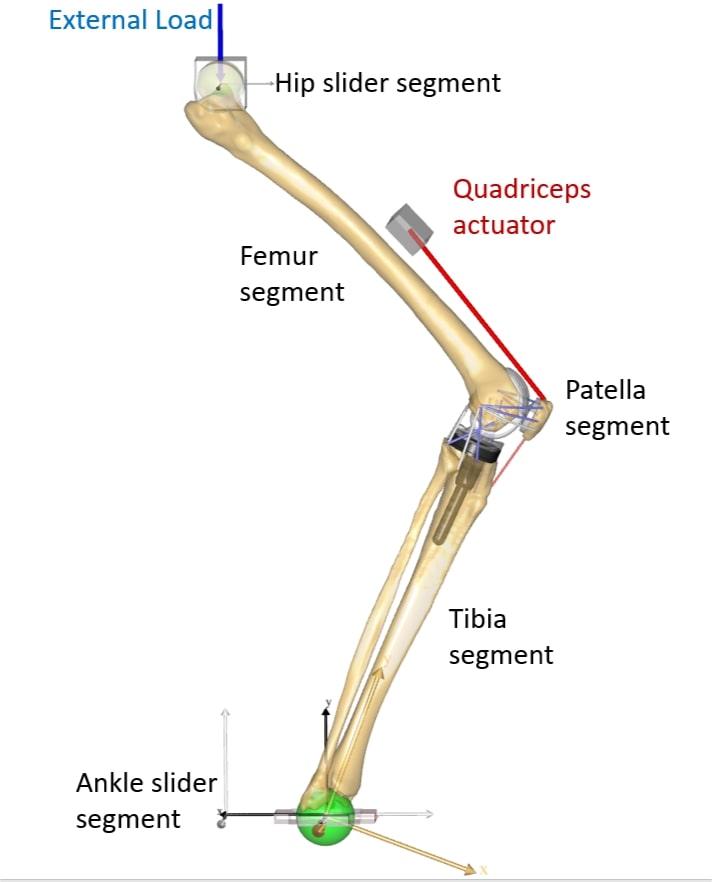 External Load
Hip slider segment
Quadriceps
actuator
Femur
segment
Patella
segment
Tibia
segment
y
Ankle slider
segment
x